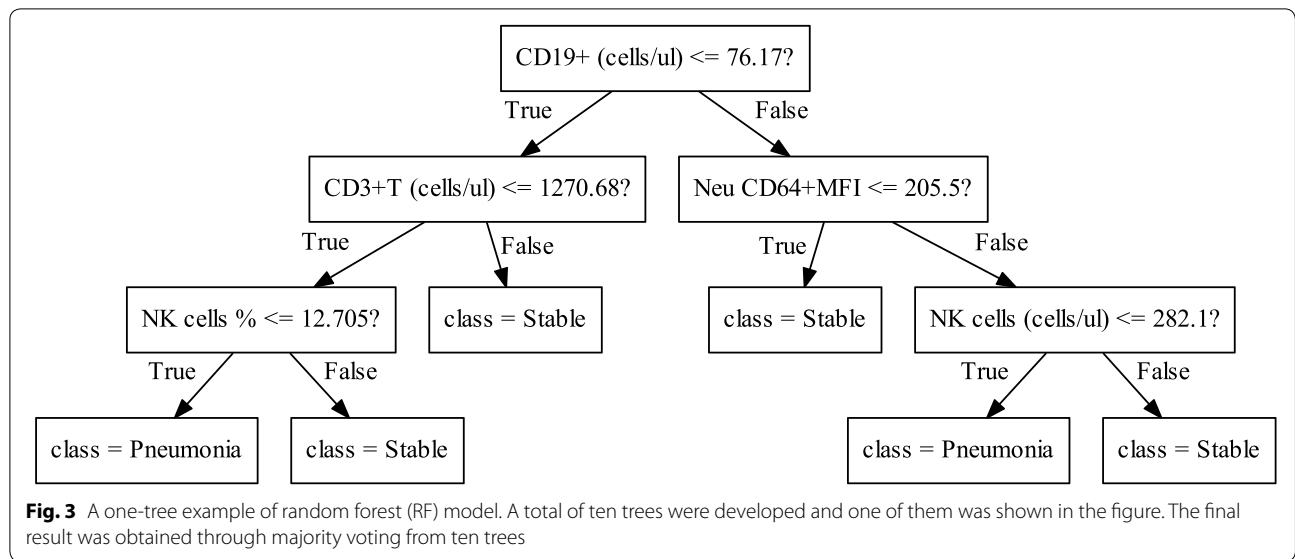 CD19+ (cells/ul) <= 76.17?
True
False
CD3+T (cells/ul) <= 1270.68?
Neu CD64+MFI <= 205.5?
True
False
True
False
NK cells % <= 12.705?
class = Stable
class = Stable
NK cells (cells/ul) <= 282.1?
True
False
True
False
class = Pneumonia
class = Stable
class = Pneumonia
class = Stable
Fig. 3 A one-tree example of random forest (RF) model. A total of ten trees were developed and one of them was shown in the figure. The final
result was obtained through majority voting from ten trees